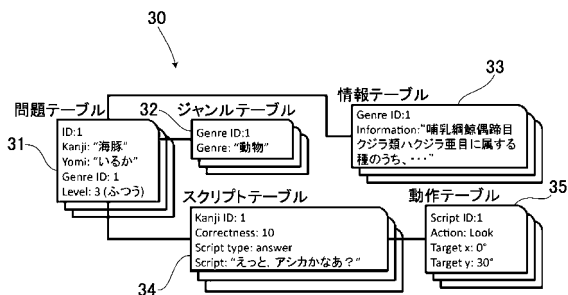 30
問題テーブル
31
ID:1
Kanji: “海豚”
Yomi: “いるか”
Genre ID: 1
Level: 3 (ふつう)
32
ジャンルテーブル
Genre ID:1
Genre: “動物”
情報テーブル
33
Genre ID:1
Information:“哺乳綱鯨偶蹄目
クジラ類ハクジラ亜目に属する
種のうち、・・・”
スクリプトテーブル
34
Kanji ID: 1
Correctness: 10
Script type: answer
Script: “えっと、アシカかなあ？”
動作テーブル
35
Script ID:1
Action: Look
Target x: 0°
Target y: 30°